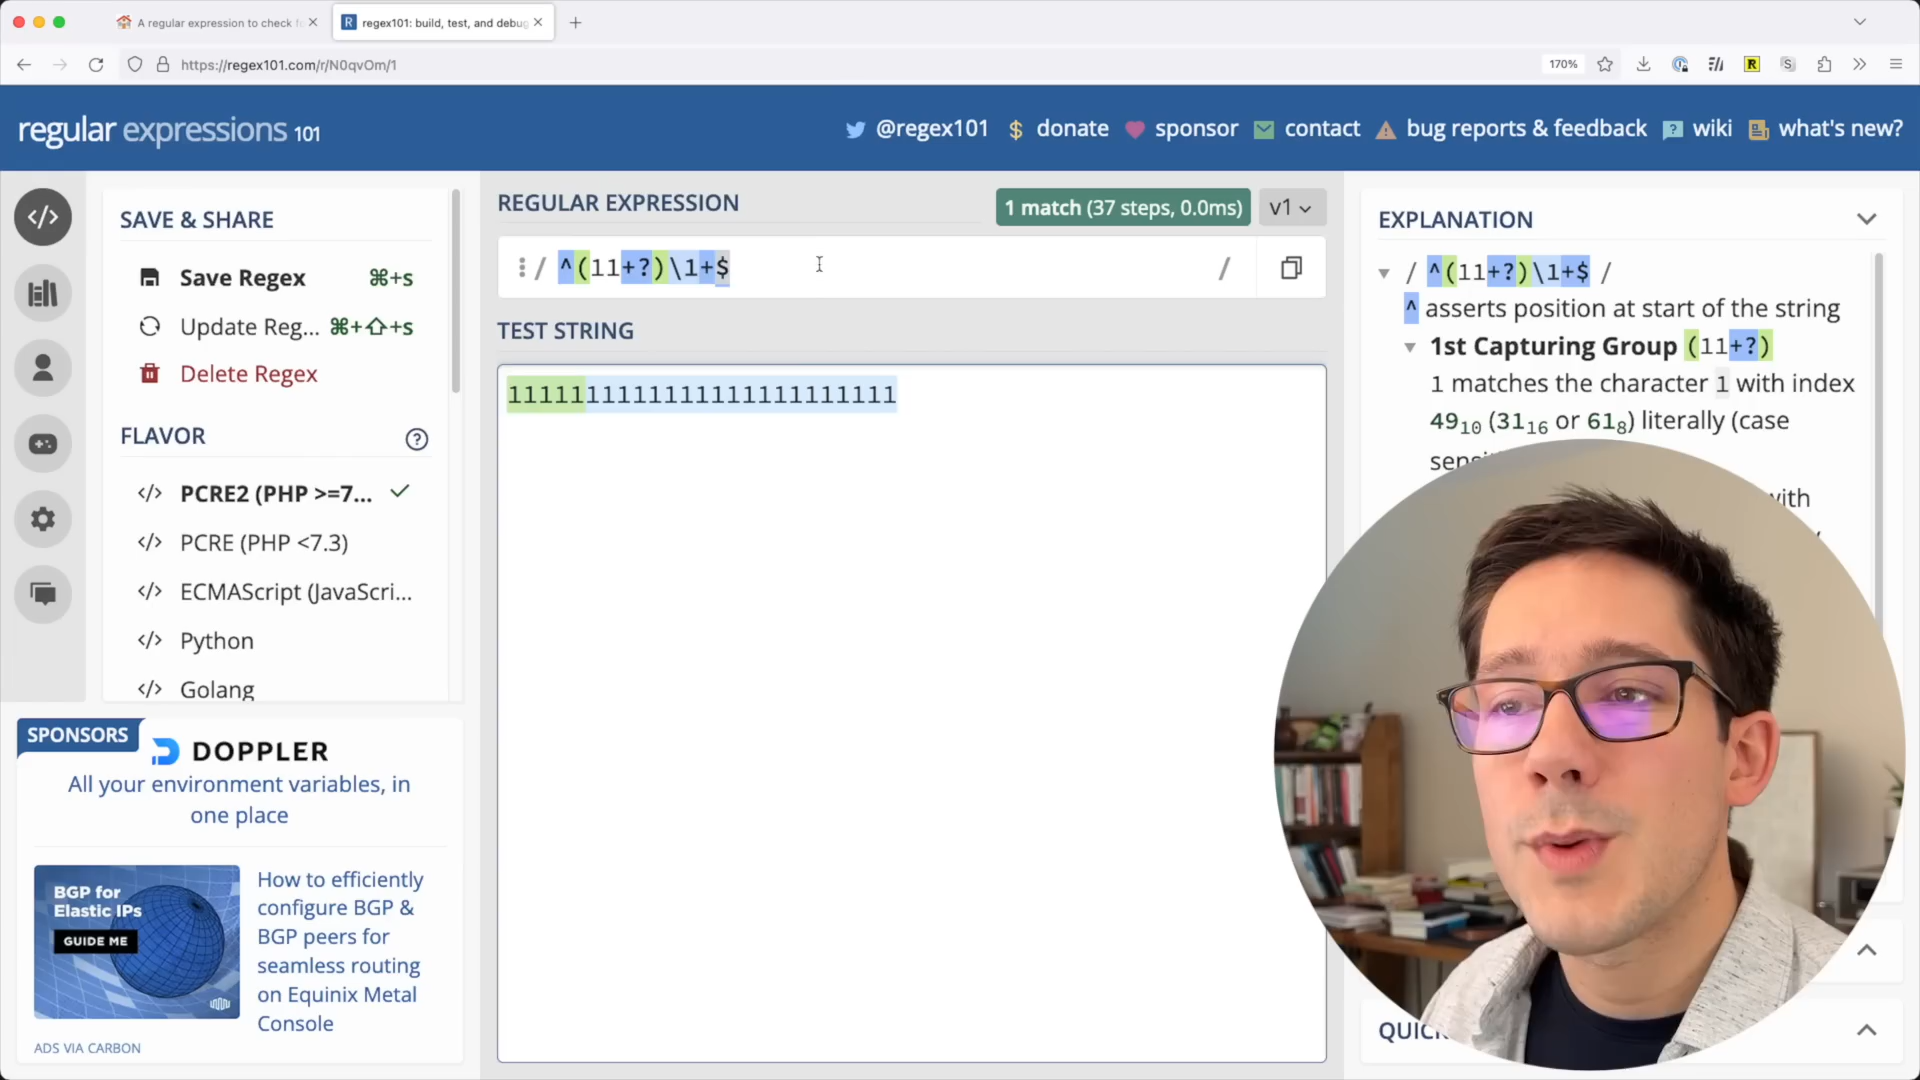 A regular expression to check f
regex101: build, test, and debug
https://regex101.com/r/N0qvOm/1
170%
regular expressions 101
@regex101
donate
sponsor
contact
bug reports & feedback
wiki
what's new?
SAVE & SHARE
Save Regex ⌘+s
Update Reg... ⌘+⇧+s
Delete Regex
FLAVOR
PCRE2 (PHP >=7...
PCRE (PHP <7.3)
ECMAScript (JavaScri...
Python
Golang
SPONSORS
DOPPLER
All your environment variables, in
one place
BGP for
Elastic IPs
GUIDE ME
How to efficiently
configure BGP &
BGP peers for
seamless routing
on Equinix Metal
Console
ADS VIA CARBON
REGULAR EXPRESSION
1 match (37 steps, 0.0ms)
v1
/ ^(11+?)\1+$ /
TEST STRING
1111111111111111111111111
EXPLANATION
/ ^(11+?)\1+$ /
^ asserts position at start of the string
1st Capturing Group (11+?)
1 matches the character 1 with index
49₁₀ (31₁₆ or 61₈) literally (case